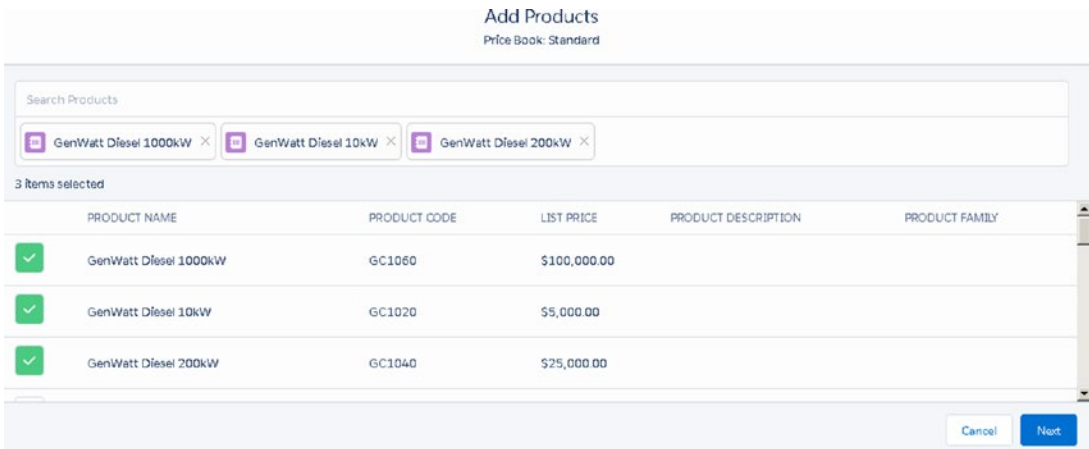 Add Products
Price Book: Standard
Search Products
GenWatt Diesel 1000kW GenWatt Diesel 10kW GenWatt Diesel 200kW
3 items selected
PRODUCT NAME PRODUCT CODE LIST PRICE PRODUCT DESCRIPTION PRODUCT FAMILY
GenWatt Diesel 1000kW GC1060 $100,000.00
GenWatt Diesel 10kW GC1020 $5,000.00
GenWatt Diesel 200kW GC1040 $25,000.00
Cancel Next